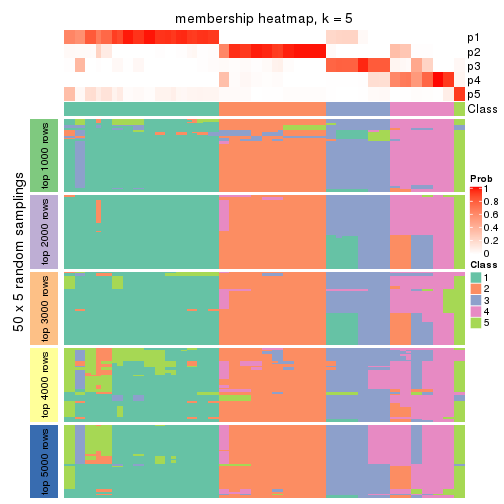 membership heatmap, k = 5
p1
p2
p3
p4
p5
Class
50 x 5 random samplings
top 1000 rows
top 2000 rows
top 3000 rows
top 4000 rows
top 5000 rows
Prob
1
0.8
0.6
0.4
0.2
0
Class
1
2
3
4
5